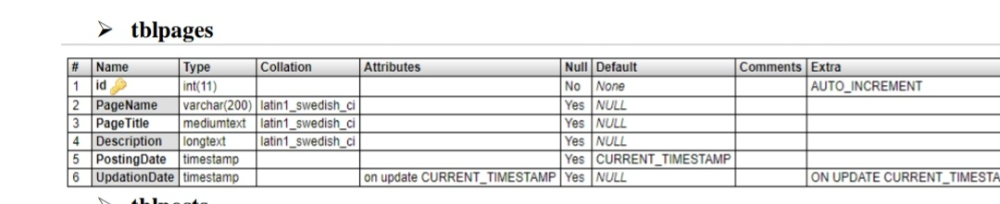 ➢ tblpages
# Name Type Collation Attributes Null Default Comments Extra
1 id int(11) No None AUTO_INCREMENT
2 PageName varchar(200) latin1_swedish_ci Yes NULL
3 PageTitle mediumtext latin1_swedish_ci Yes NULL
4 Description longtext latin1_swedish_ci Yes NULL
5 PostingDate timestamp Yes CURRENT_TIMESTAMP
6 UpdationDate timestamp on update CURRENT_TIMESTAMP Yes NULL ON UPDATE CURRENT_TIMESTA
➢ tblposts